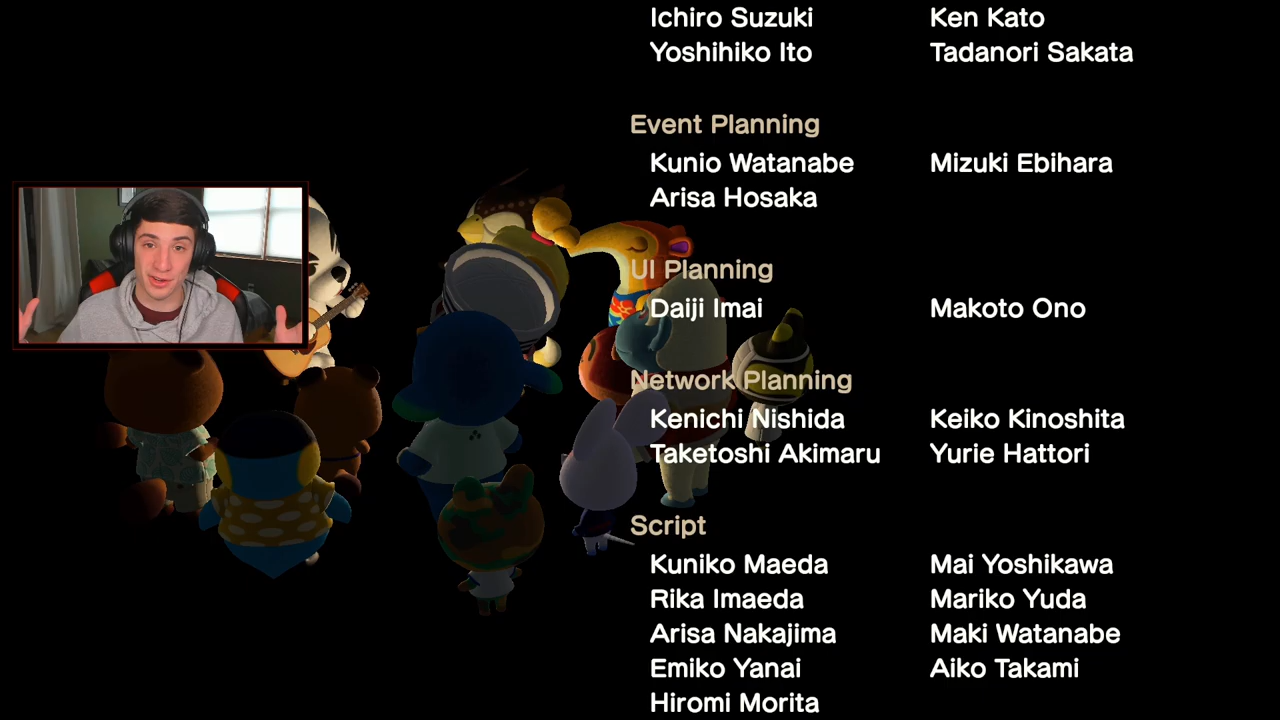 Ichiro Suzuki Ken Kato
Yoshihiko Ito Tadanori Sakata
Event Planning
Kunio Watanabe Mizuki Ebihara
Arisa Hosaka
UI Planning
Daiji Imai Makoto Ono
Network Planning
Kenichi Nishida Keiko Kinoshita
Taketoshi Akimaru Yurie Hattori
Script
Kuniko Maeda Mai Yoshikawa
Rika Imaeda Mariko Yuda
Arisa Nakajima Maki Watanabe
Emiko Yanai Aiko Takami
Hiromi Morita